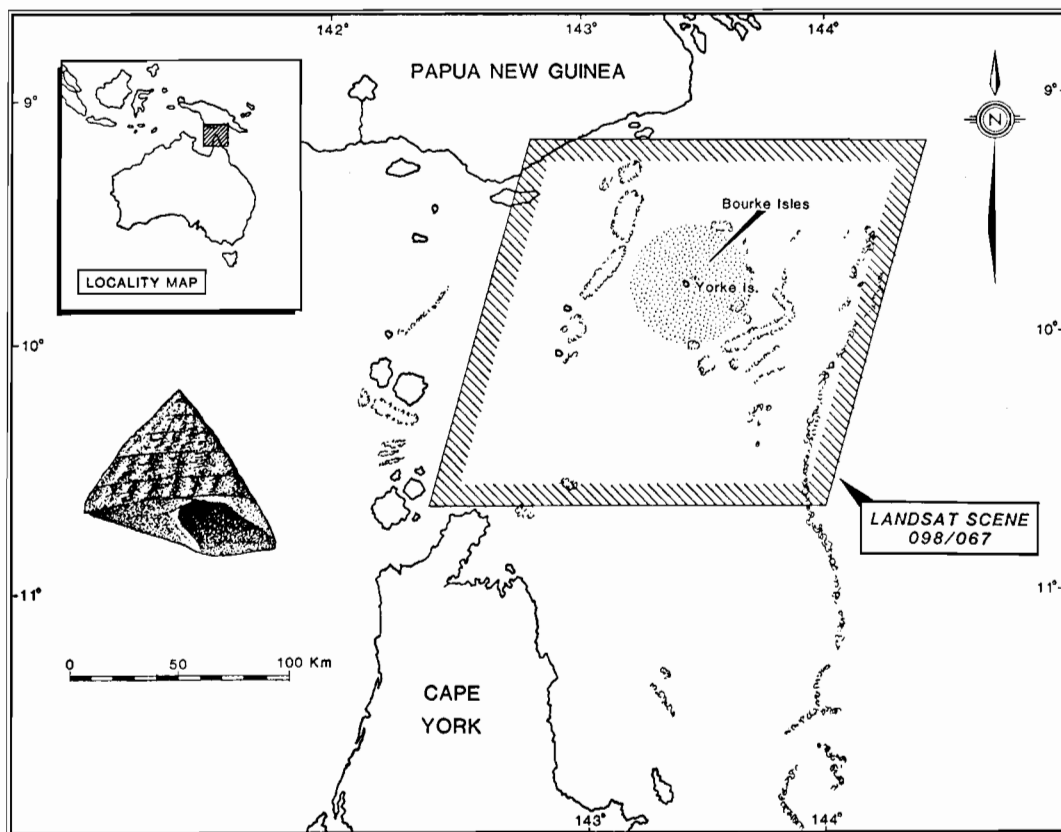 142°
143°
144°
PAPUA NEW GUINEA
9°
9°
N
Bourke Isles
Yorke Is.
LOCALITY MAP
10°
10°
LANDSAT SCENE
098/067
11°
11°
0 50 100 Km
CAPE
YORK
143°
144°